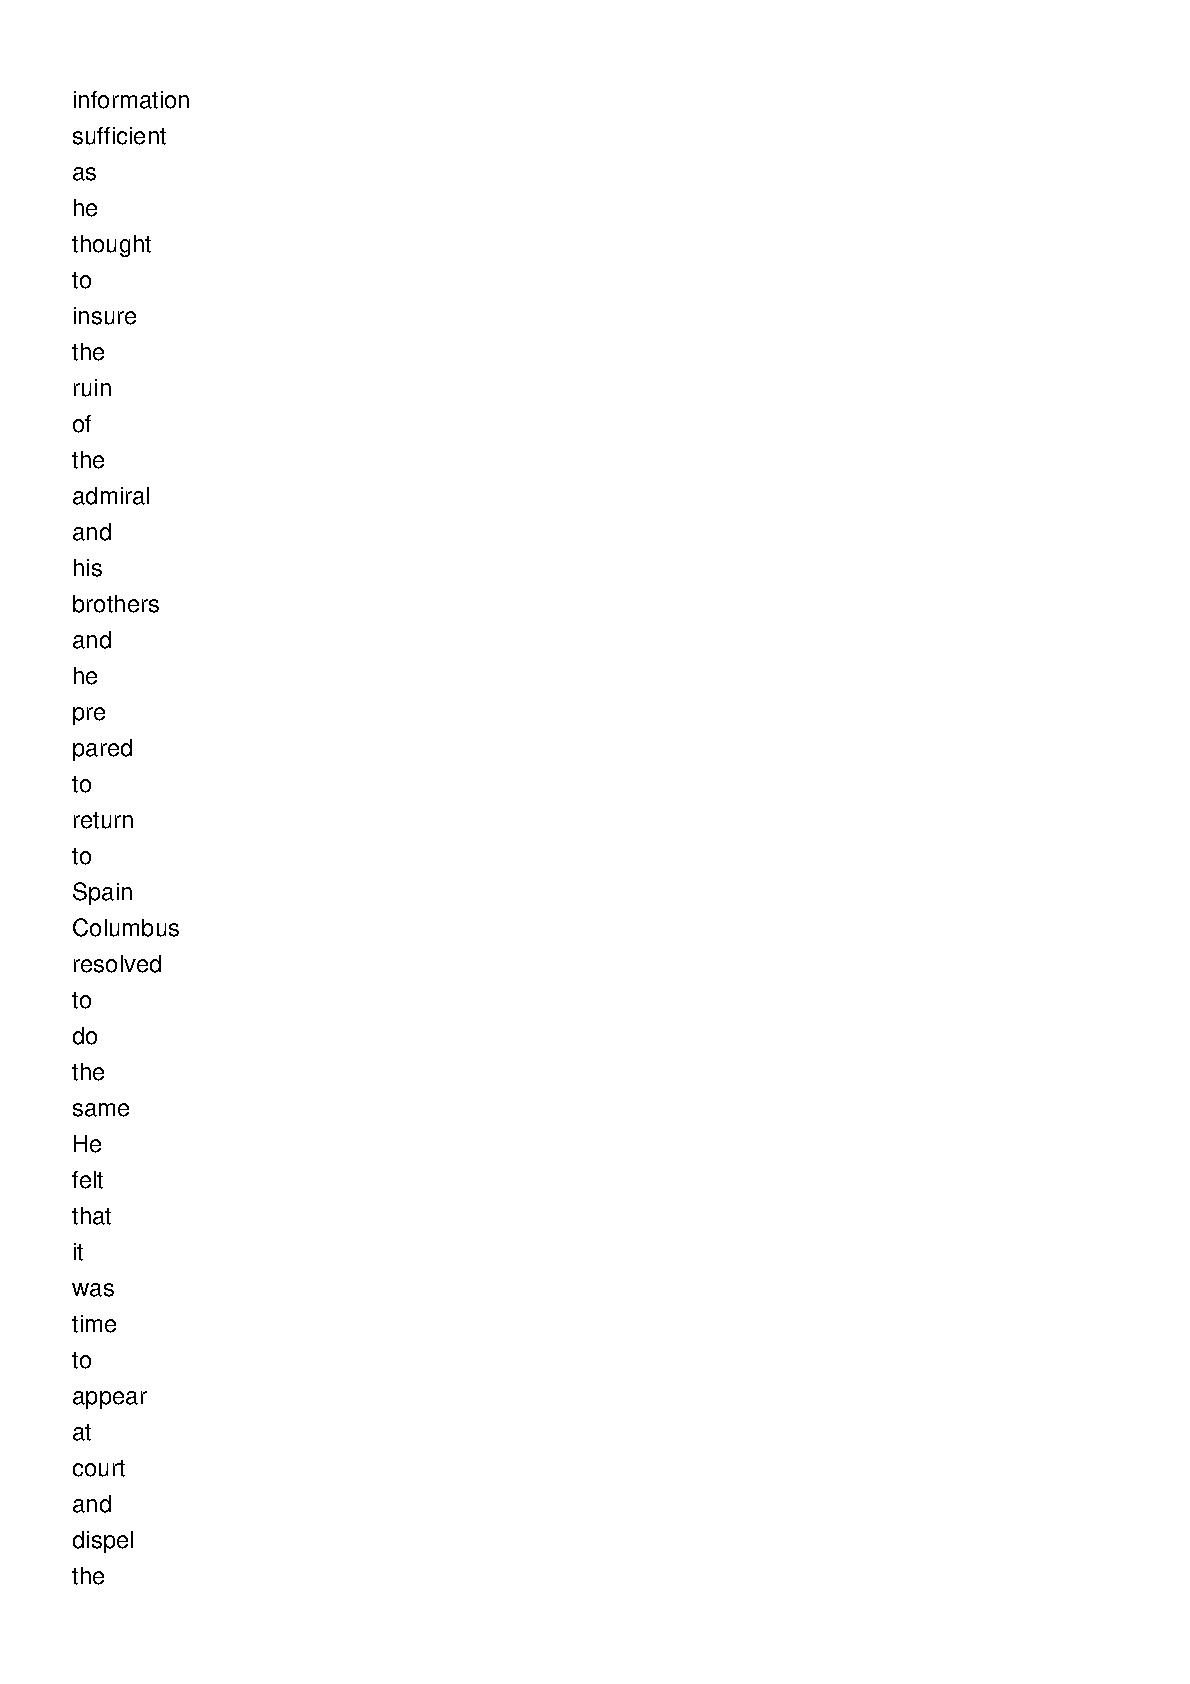 information
sufficient
as
he
thought
to
insure
the
ruin
of
the
admiral
and
his
brothers
and
he
pre
pared
to
return
to
Spain
Columbus
resolved
to
do
the
same
He
felt
that
it
was
time
to
appear
at
court
and
dispel
the